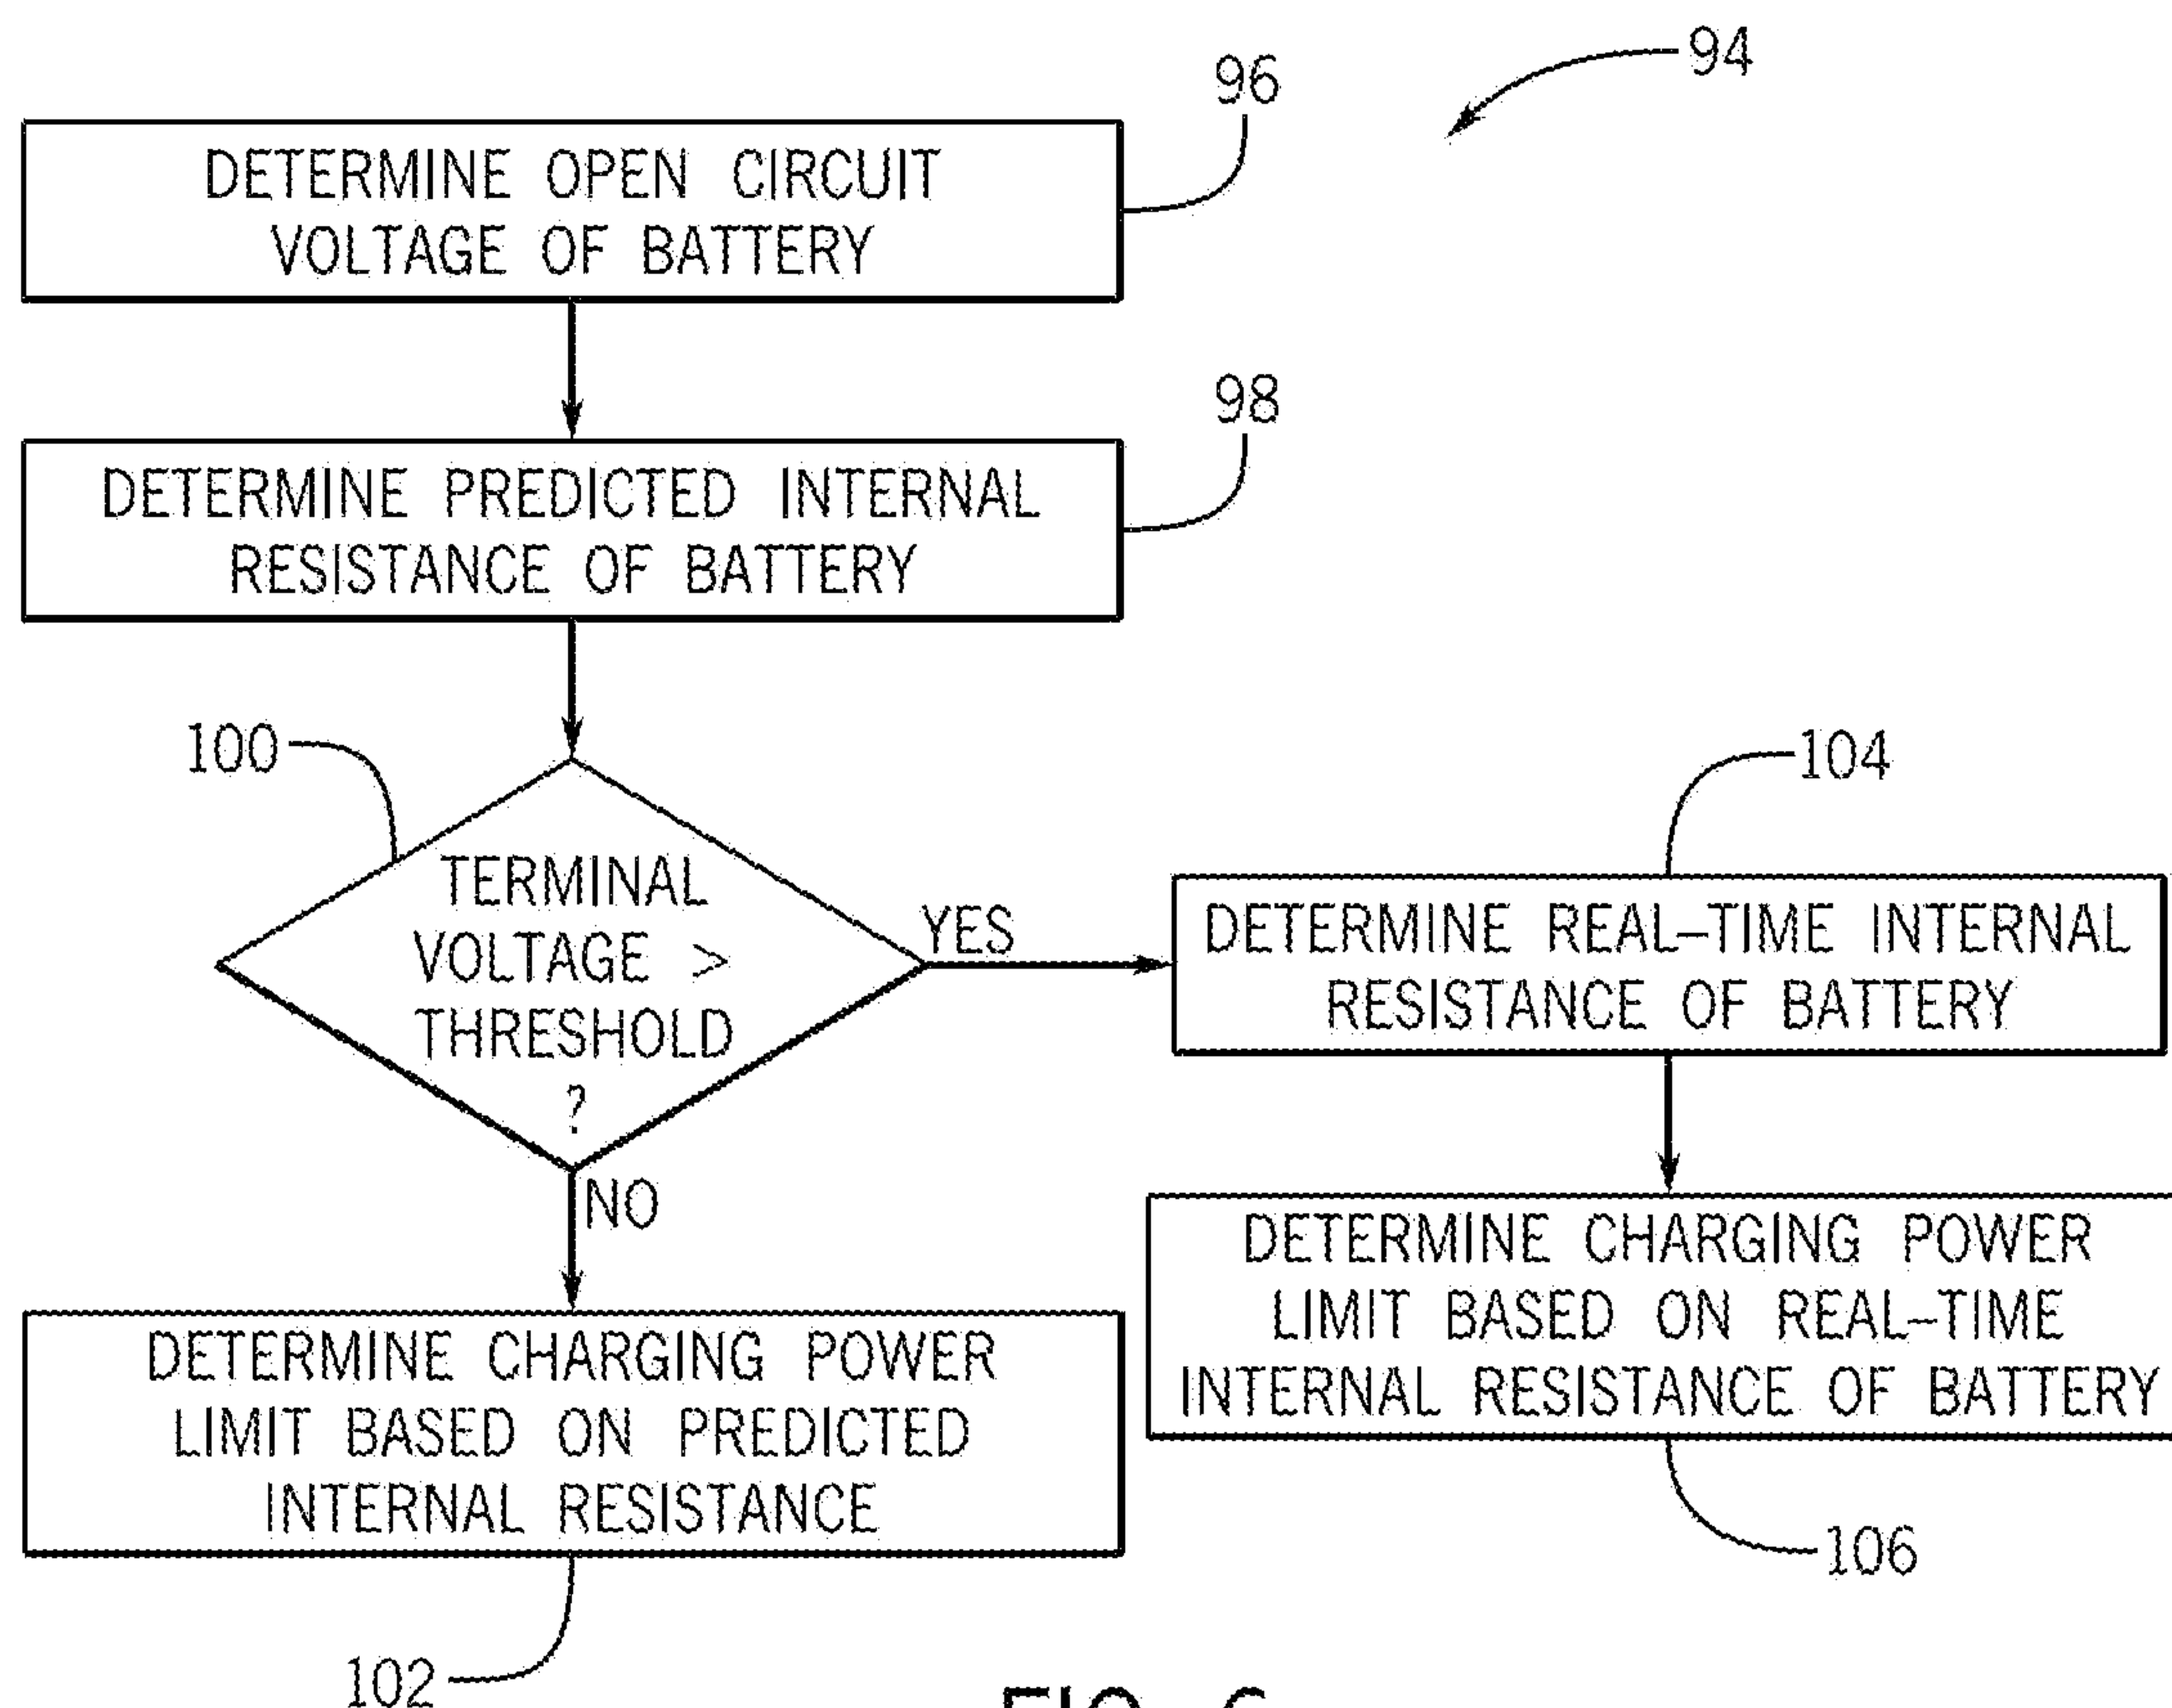 94
96
DETERMINE OPEN CIRCUIT
VOLTAGE OF BATTERY
98
DETERMINE PREDICTED INTERNAL
RESISTANCE OF BATTERY
100
TERMINAL
VOLTAGE >
THRESHOLD
?
YES
NO
104
DETERMINE REAL-TIME INTERNAL
RESISTANCE OF BATTERY
DETERMINE CHARGING POWER
LIMIT BASED ON REAL-TIME
INTERNAL RESISTANCE OF BATTERY
106
DETERMINE CHARGING POWER
LIMIT BASED ON PREDICTED
INTERNAL RESISTANCE
102